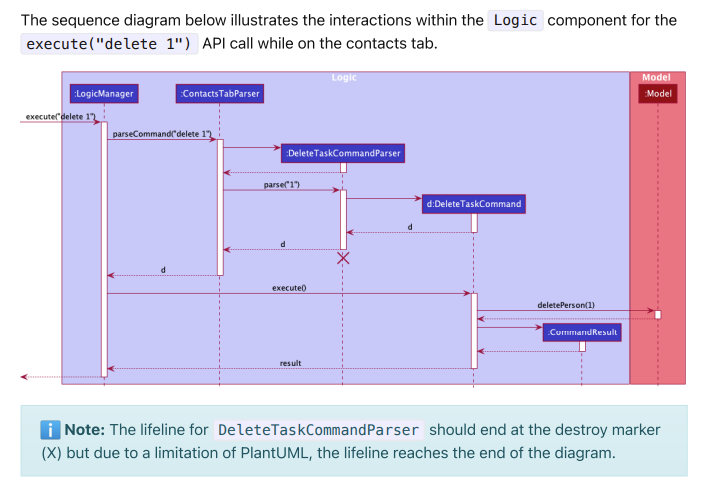 The sequence diagram below illustrates the interactions within the Logic component for the
execute("delete 1") API call while on the contacts tab.
Logic
Model
:LogicManager
:ContactsTabParser
:Model
execute("delete 1")
parseCommand("delete 1")
:DeleteTaskCommandParser
parse("1")
d:DeleteTaskCommand
d
d
d
execute()
deletePerson(1)
:CommandResult
result
i Note: The lifeline for DeleteTaskCommandParser should end at the destroy marker
(X) but due to a limitation of PlantUML, the lifeline reaches the end of the diagram.